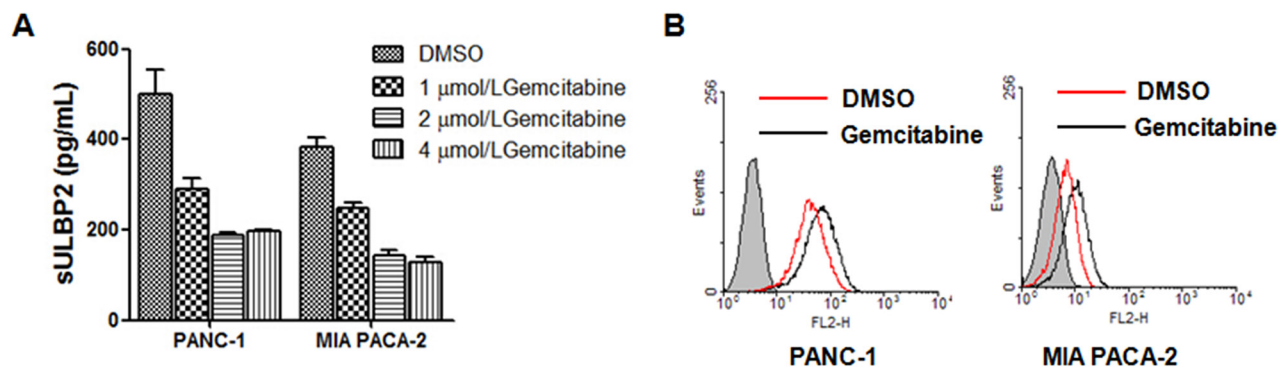 A
sULBP2 (pg/mL)
600
400
200
0
DMSO
1 μmol/LGemcitabine
2 μmol/LGemcitabine
4 μmol/LGemcitabine
PANC-1
MIA PACA-2
B
256
Events
0
DMSO
Gemcitabine
10⁰
10¹
10²
10³
10⁴
FL2-H
PANC-1
256
Events
0
DMSO
Gemcitabine
10⁰
10¹
10²
10³
10⁴
FL2-H
MIA PACA-2